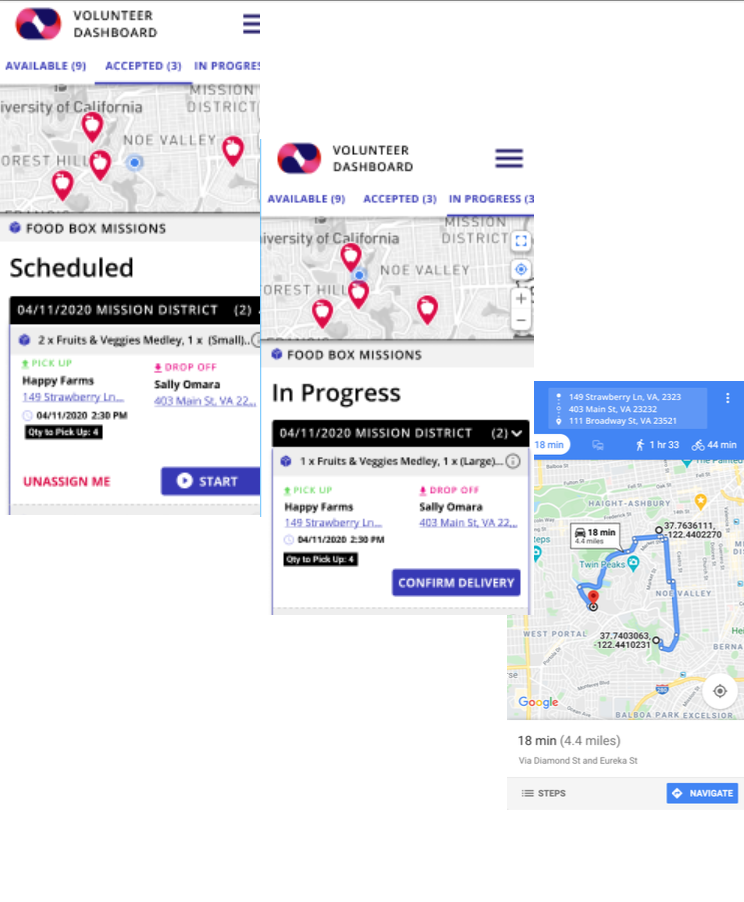 VOLUNTEER
DASHBOARD
AVAILABLE (9) ACCEPTED (3) IN PROGRES
MISSION
DISTRICT
iversity of California
NOE VALLEY
OREST HILL
FOOD BOX MISSIONS
Scheduled
04/11/2020 MISSION DISTRICT (2)
2 x Fruits & Veggies Medley, 1 x (Small)...
PICK UP
Happy Farms
149 Strawberry Ln...
04/11/2020 2:30 PM
Qty to Pick Up: 4
DROP OFF
Sally Omara
403 Main St, VA 22...
UNASSIGN ME
START
VOLUNTEER
DASHBOARD
AVAILABLE (9) ACCEPTED (3) IN PROGRESS (3
MISSION
DISTRICT
iversity of California
NOE VALLEY
OREST HILL
FOOD BOX MISSIONS
In Progress
04/11/2020 MISSION DISTRICT (2)
1 x Fruits & Veggies Medley, 1 x (Large)...
PICK UP
Happy Farms
149 Strawberry Ln...
04/11/2020 2:30 PM
Qty to Pick Up: 4
DROP OFF
Sally Omara
403 Main St, VA 22...
CONFIRM DELIVERY
149 Strawberry Ln, VA, 2323
403 Main St, VA 23232
111 Broadway St, VA 23521
18 min 1 hr 33 44 min
The Painted
HAIGHT-ASHBURY
37.7636111,
-122.4402270
18 min
4.4 miles
Twin Peaks
NOE VALLEY
WEST PORTAL
37.7403063,
-122.4410231
BERNA
280
Google
BALBOA PARK EXCELSIOR
18 min (4.4 miles)
Via Diamond St and Eureka St
STEPS
NAVIGATE